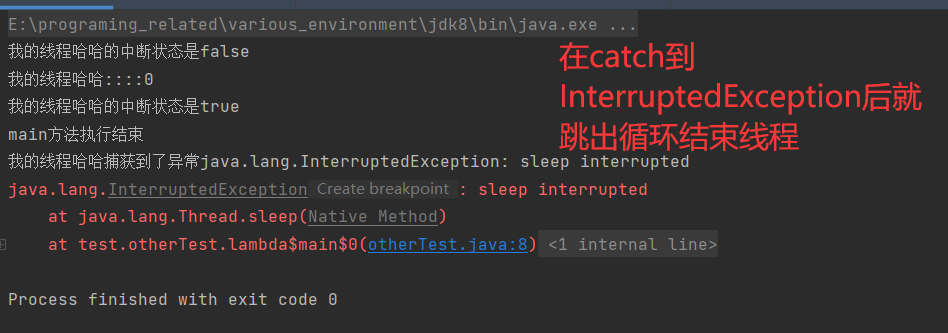 E:\programing_related\various_environment\jdk8\bin\java.exe ...
我的线程哈哈的中断状态是false
我的线程哈哈::::0
我的线程哈哈的中断状态是true
main方法执行结束
我的线程哈哈捕获到了异常java.lang.InterruptedException: sleep interrupted
java.lang.InterruptedException Create breakpoint : sleep interrupted
at java.lang.Thread.sleep(Native Method)
at test.otherTest.lambda$main$0(otherTest.java:8) <1 internal line>
Process finished with exit code 0
在catch到
InterruptedException后就
跳出循环结束线程